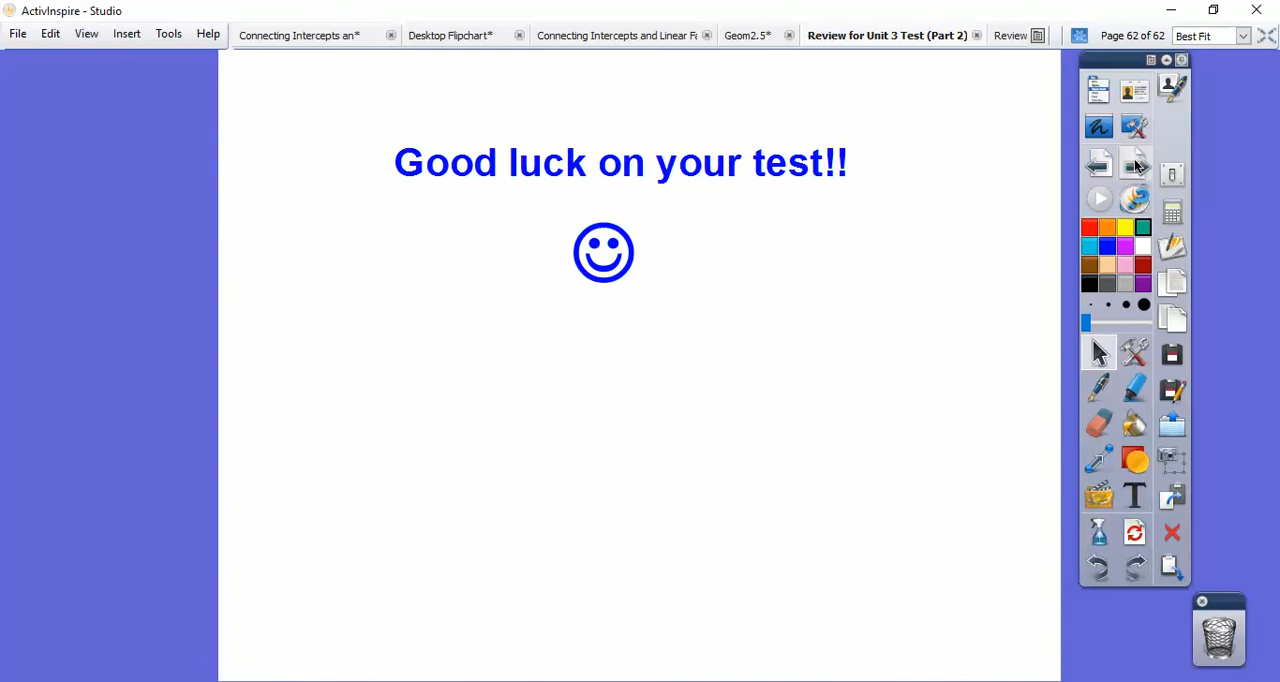 ActivInspire - Studio
File Edit View Insert Tools Help
Connecting Intercepts an* Desktop Flipchart* Connecting Intercepts and Linear Fa Geom2.5* Review for Unit 3 Test (Part 2) Review Page 62 of 62 Best Fit
Good luck on your test!!